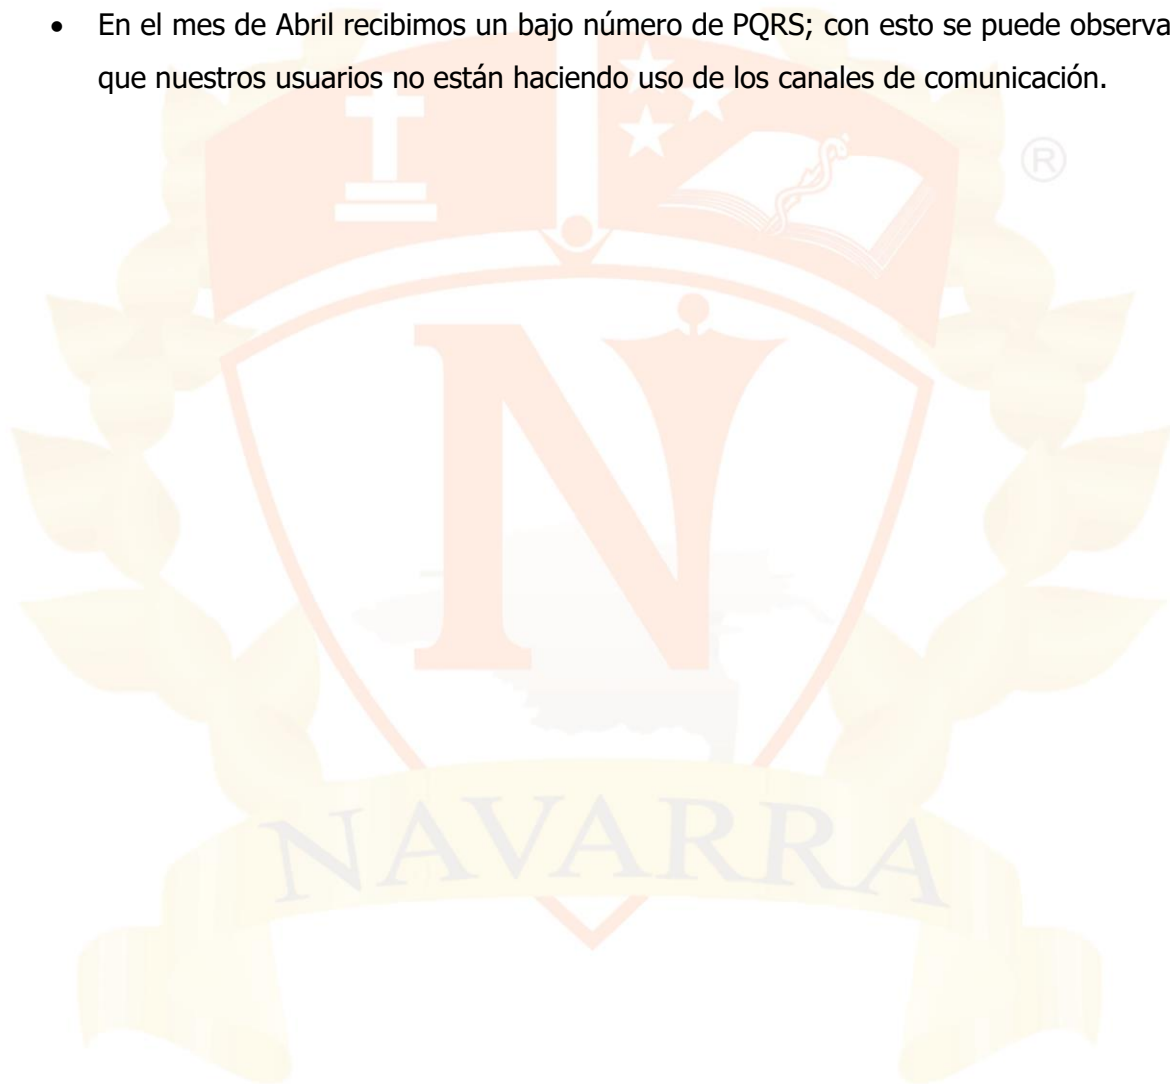 • En el mes de Abril recibimos un bajo número de PQRS; con esto se puede observa
que nuestros usuarios no están haciendo uso de los canales de comunicación.
®
N
NAVARRA